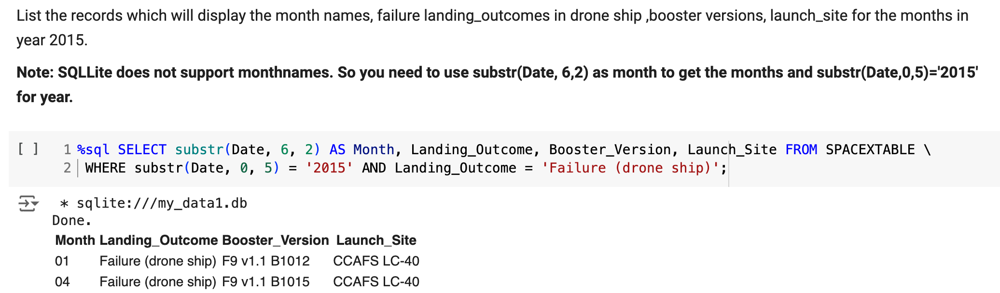 List the records which will display the month names, failure landing_outcomes in drone ship ,booster versions, launch_site for the months in
year 2015.
Note: SQLLite does not support monthnames. So you need to use substr(Date, 6,2) as month to get the months and substr(Date,0,5)='2015'
for year.
[ ] 1 %sql SELECT substr(Date, 6, 2) AS Month, Landing_Outcome, Booster_Version, Launch_Site FROM SPACEXTABLE \
2 WHERE substr(Date, 0, 5) = '2015' AND Landing_Outcome = 'Failure (drone ship)';
* sqlite:///my_data1.db
Done.
Month Landing_Outcome Booster_Version Launch_Site
01 Failure (drone ship) F9 v1.1 B1012 CCAFS LC-40
04 Failure (drone ship) F9 v1.1 B1015 CCAFS LC-40